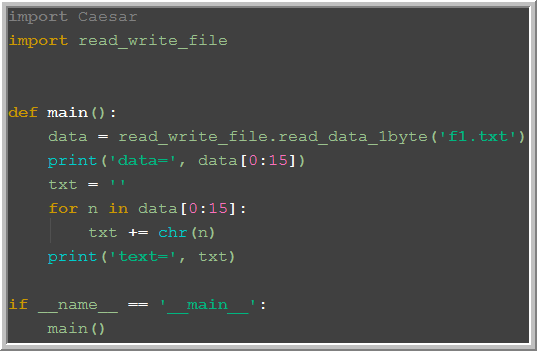 import Caesar
import read_write_file
def main():
    data = read_write_file.read_data_1byte('f1.txt')
    print('data=', data[0:15])
    txt = ''
    for n in data[0:15]:
        txt += chr(n)
    print('text=', txt)
if __name__ == '__main__':
    main()